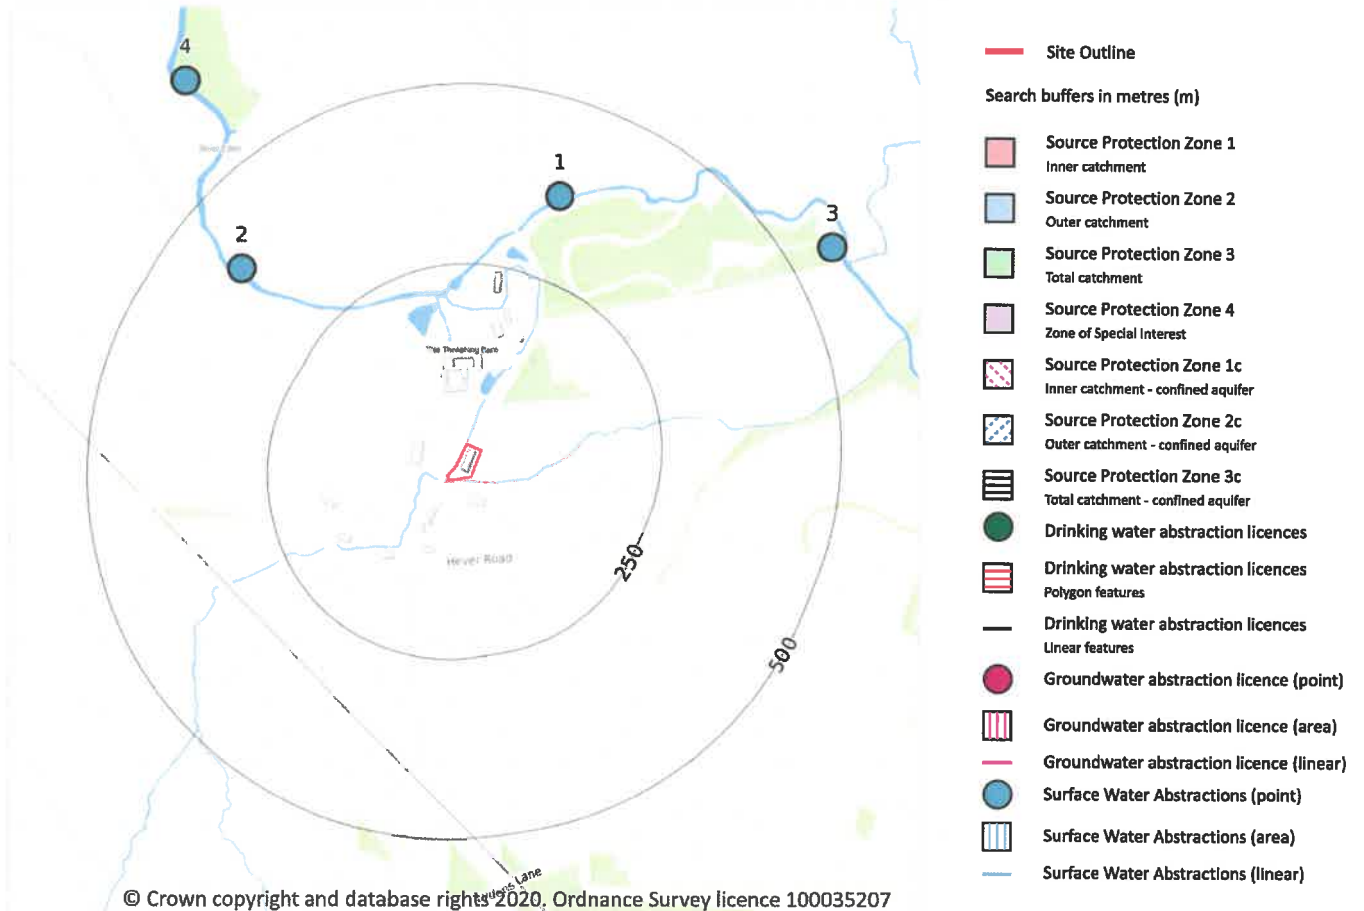 4
1
3
2
The Threshing Barn
Hever Road
250
500
Lane
© Crown copyright and database rights 2020. Ordnance Survey licence 100035207
Site Outline
Search buffers in metres (m)
Source Protection Zone 1
Inner catchment
Source Protection Zone 2
Outer catchment
Source Protection Zone 3
Total catchment
Source Protection Zone 4
Zone of Special Interest
Source Protection Zone 1c
Inner catchment - confined aquifer
Source Protection Zone 2c
Outer catchment - confined aquifer
Source Protection Zone 3c
Total catchment - confined aquifer
Drinking water abstraction licences
Drinking water abstraction licences
Polygon features
Drinking water abstraction licences
Linear features
Groundwater abstraction licence (point)
Groundwater abstraction licence (area)
Groundwater abstraction licence (linear)
Surface Water Abstractions (point)
Surface Water Abstractions (area)
Surface Water Abstractions (linear)